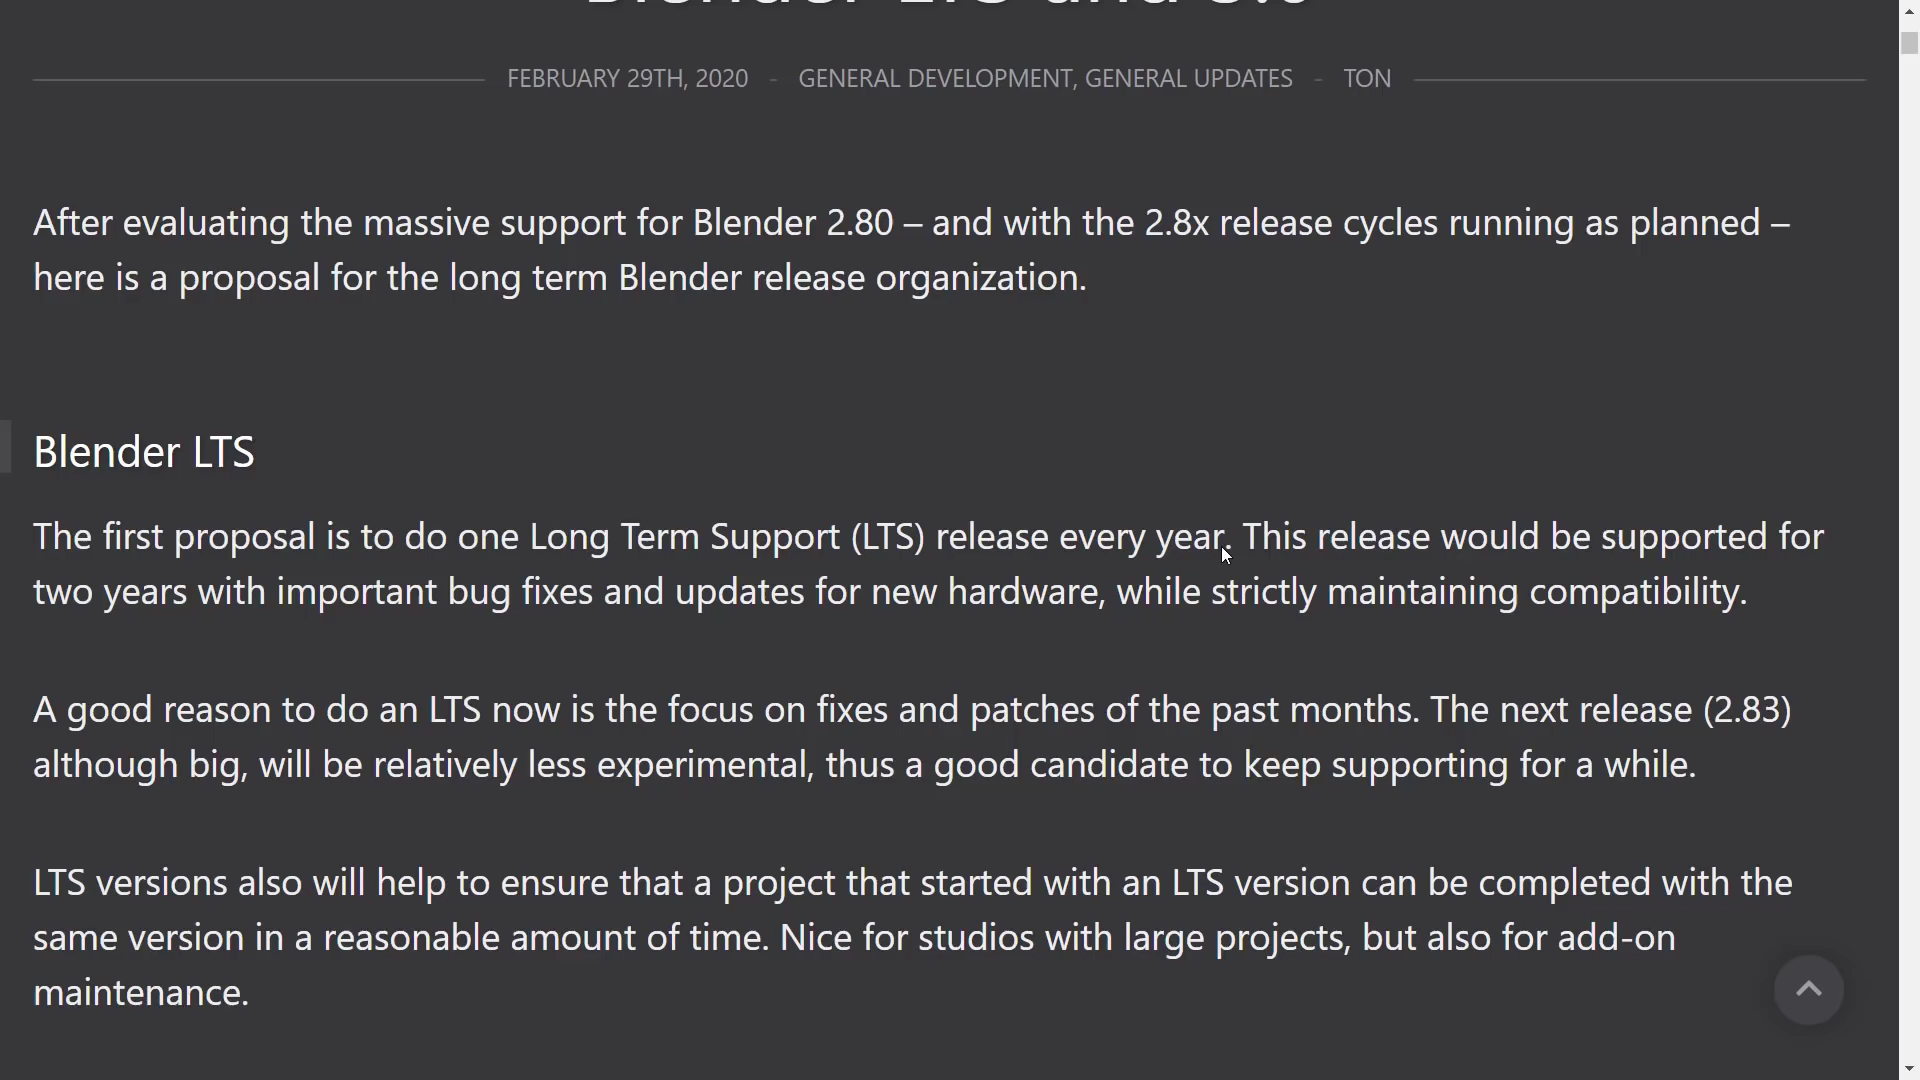 Blender LTS and 3.0
FEBRUARY 29TH, 2020 - GENERAL DEVELOPMENT, GENERAL UPDATES - TON
After evaluating the massive support for Blender 2.80 – and with the 2.8x release cycles running as planned –
here is a proposal for the long term Blender release organization.
Blender LTS
The first proposal is to do one Long Term Support (LTS) release every year. This release would be supported for
two years with important bug fixes and updates for new hardware, while strictly maintaining compatibility.
A good reason to do an LTS now is the focus on fixes and patches of the past months. The next release (2.83)
although big, will be relatively less experimental, thus a good candidate to keep supporting for a while.
LTS versions also will help to ensure that a project that started with an LTS version can be completed with the
same version in a reasonable amount of time. Nice for studios with large projects, but also for add-on
maintenance.